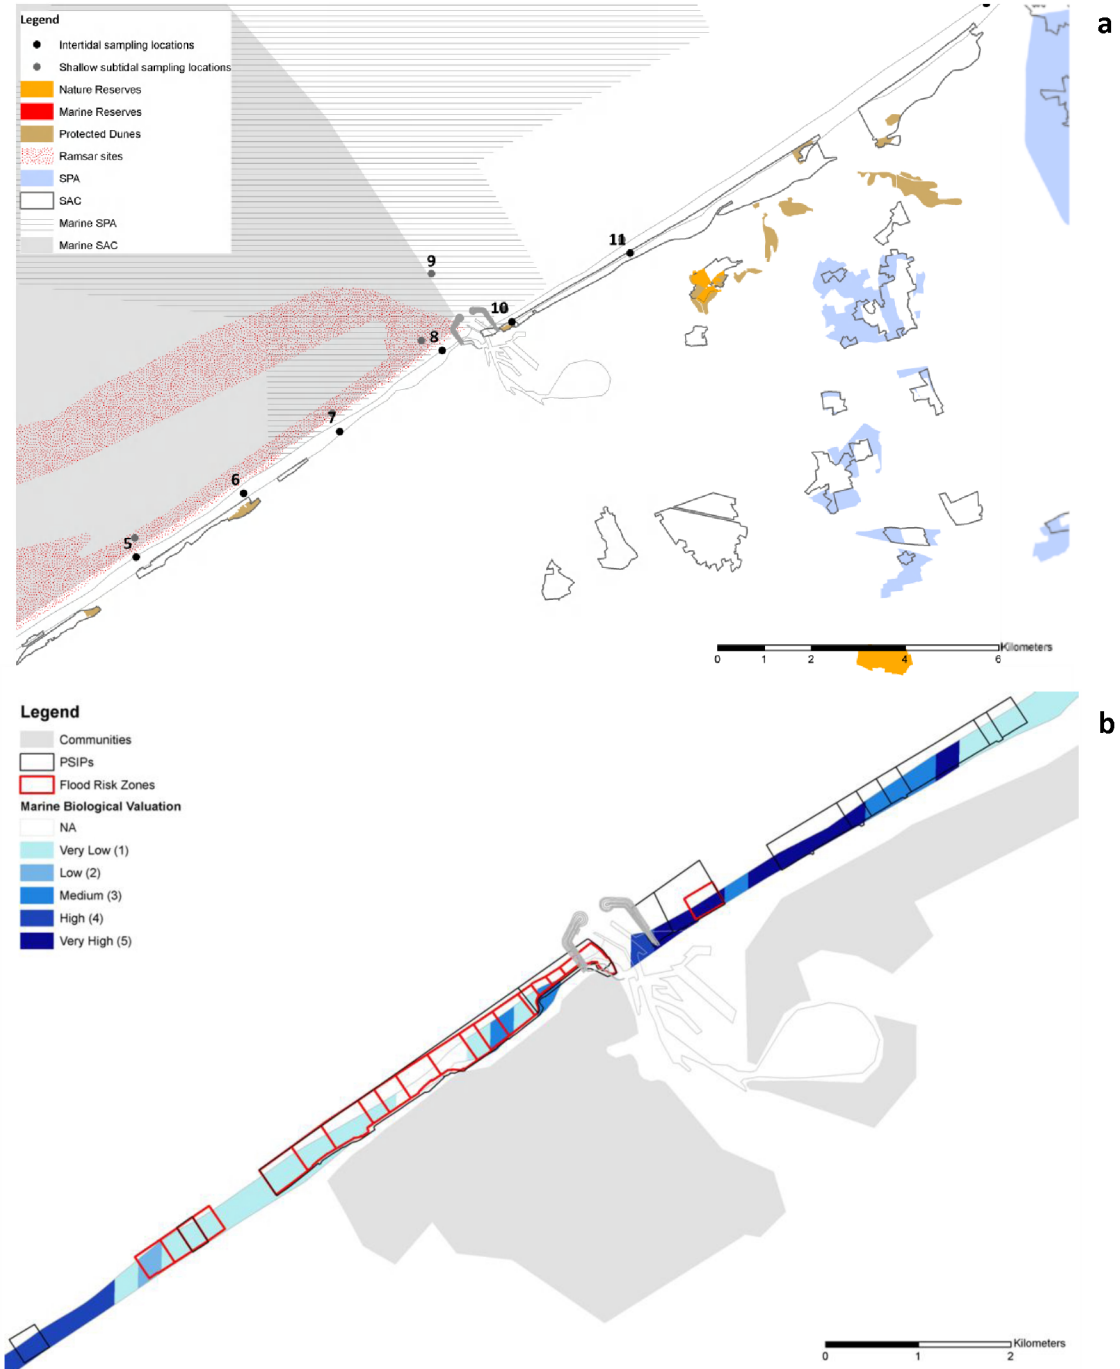 a
Legend
Intertidal sampling locations
Shallow subtidal sampling locations
Nature Reserves
Marine Reserves
Protected Dunes
Ramsar sites
SPA
SAC
Marine SPA
Marine SAC
11
9
10
8
7
6
5
Kilometers
0 1 2 4 6
b
Legend
Communities
PSIPs
Flood Risk Zones
Marine Biological Valuation
NA
Very Low (1)
Low (2)
Medium (3)
High (4)
Very High (5)
Kilometers
0 1 2